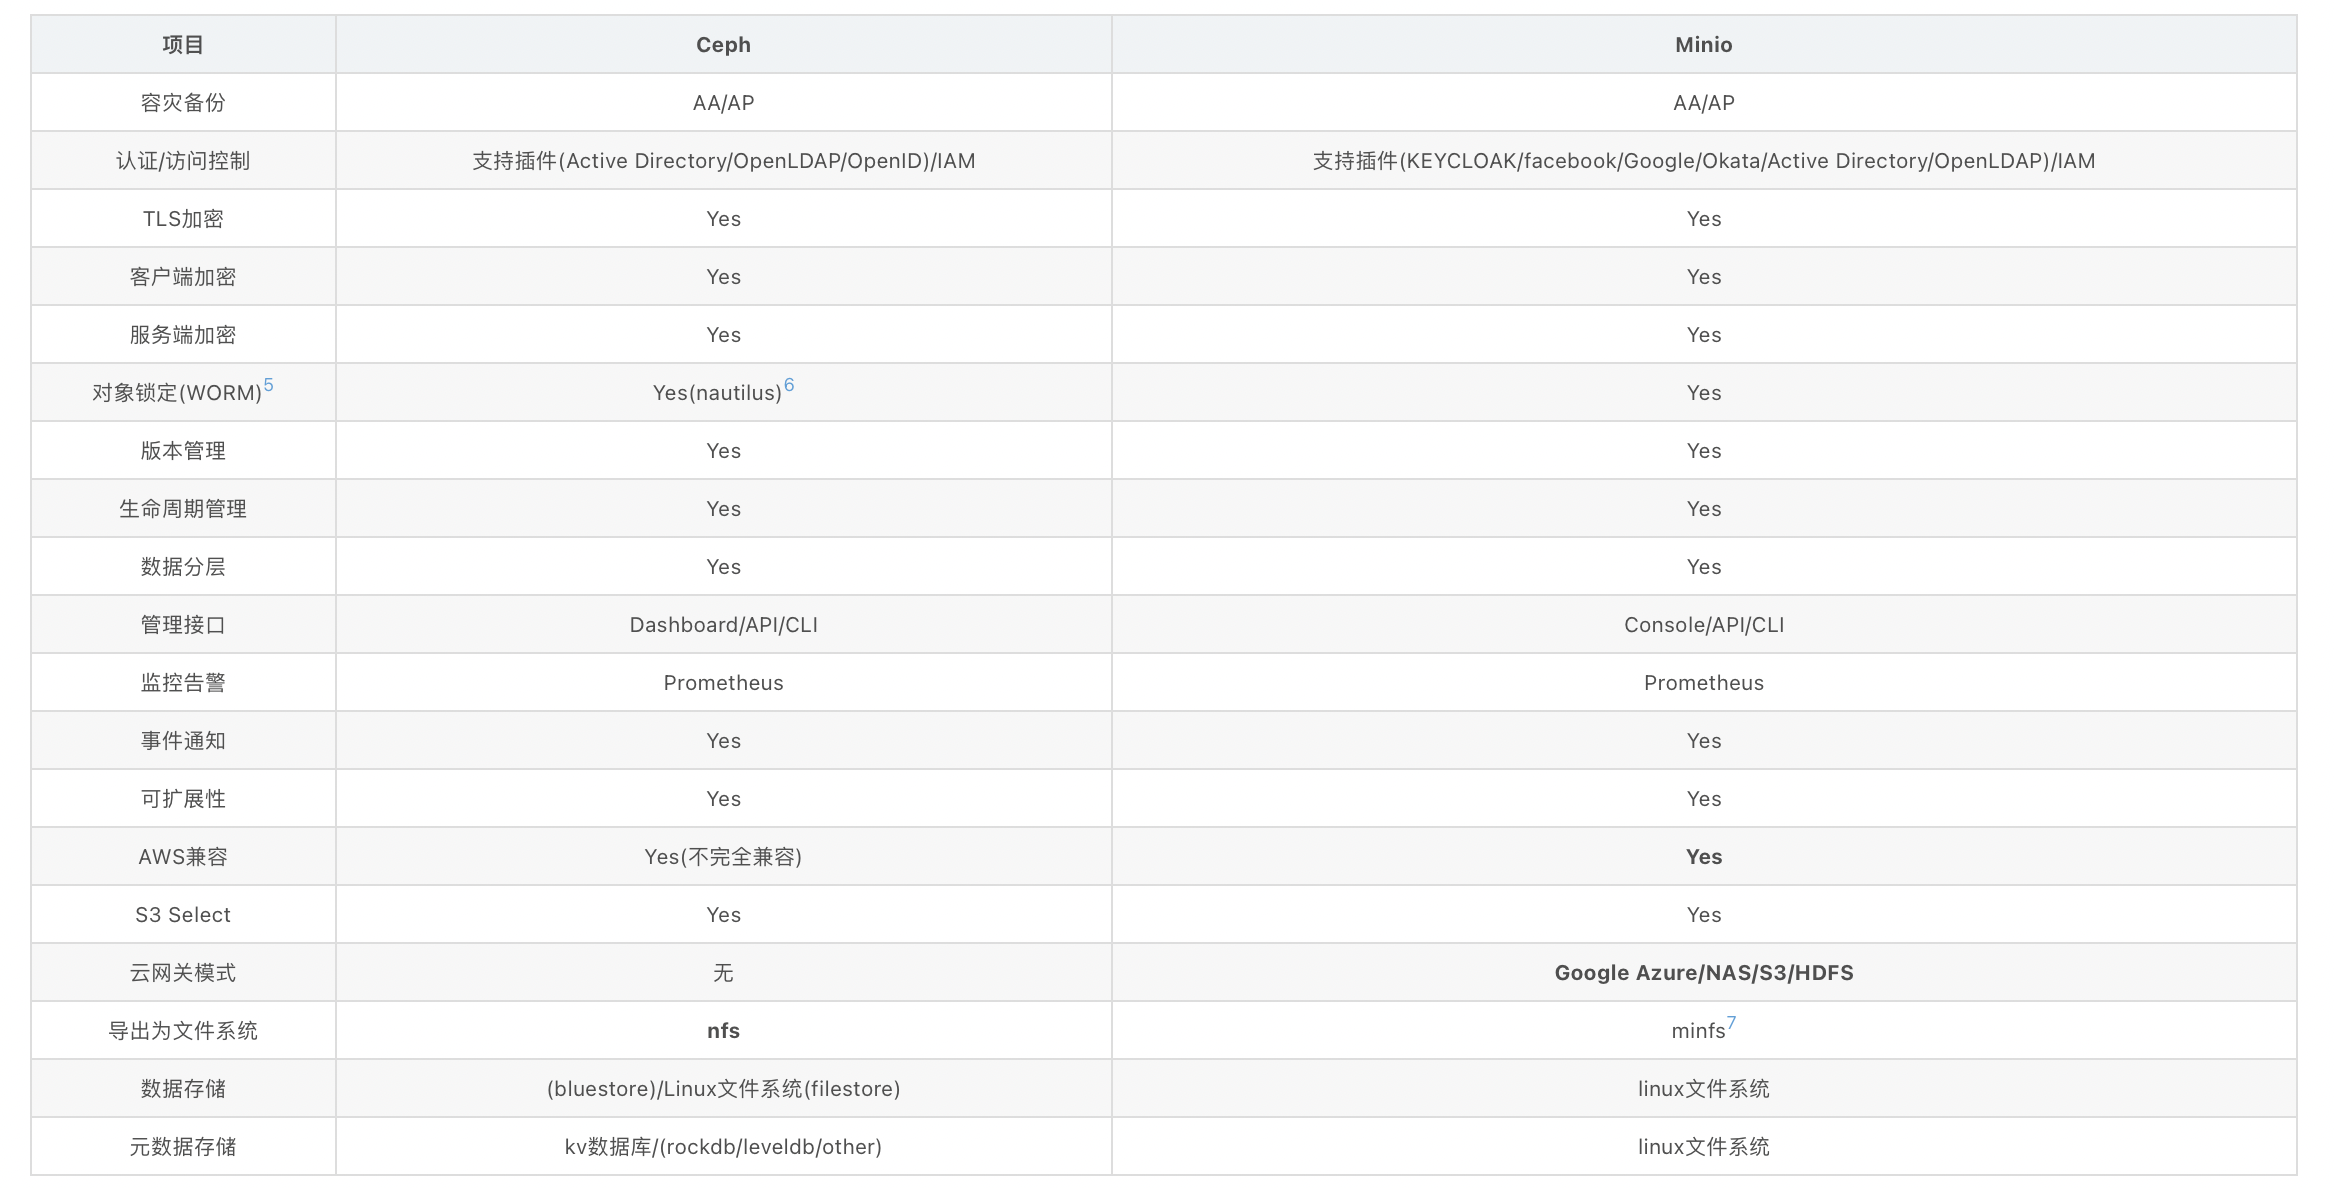 项目 Ceph Minio
容灾备份 AA/AP AA/AP
认证/访问控制 支持插件(Active Directory/OpenLDAP/OpenID)/IAM 支持插件(KEYCLOAK/facebook/Google/Okata/Active Directory/OpenLDAP)/IAM
TLS加密 Yes Yes
客户端加密 Yes Yes
服务端加密 Yes Yes
对象锁定(WORM)5 Yes(nautilus)6 Yes
版本管理 Yes Yes
生命周期管理 Yes Yes
数据分层 Yes Yes
管理接口 Dashboard/API/CLI Console/API/CLI
监控告警 Prometheus Prometheus
事件通知 Yes Yes
可扩展性 Yes Yes
AWS兼容 Yes(不完全兼容) Yes
S3 Select Yes Yes
云网关模式 无 Google Azure/NAS/S3/HDFS
导出为文件系统 nfs minfs7
数据存储 (bluestore)/Linux文件系统(filestore) linux文件系统
元数据存储 kv数据库/(rockdb/leveldb/other) linux文件系统